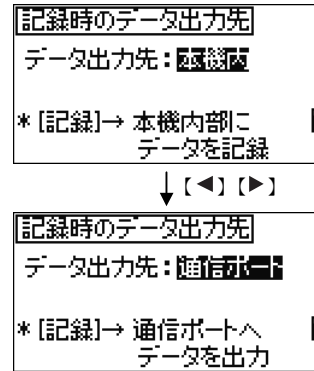 記録時のデータ出力先
データ出力先：本機内
* [記録]→ 本機内部に
データを記録
↓【◀】【▶】
記録時のデータ出力先
データ出力先：通信ポート
* [記録]→ 通信ポートへ
データを出力